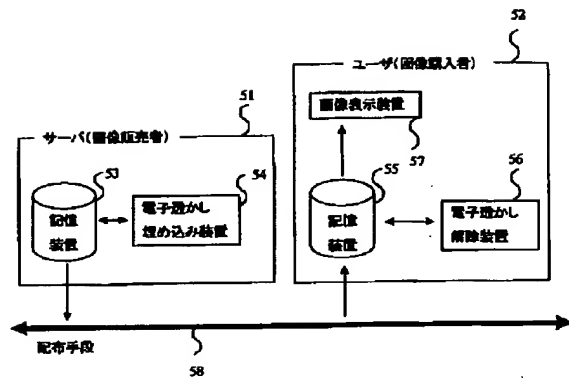 52
ユーザ(画像購入者)
51
画像表示装置
サーバ(画像販売者)
57
53
54
55
56
記憶
装置
電子透かし
埋め込み装置
記憶
装置
電子透かし
解除装置
配布手段
58